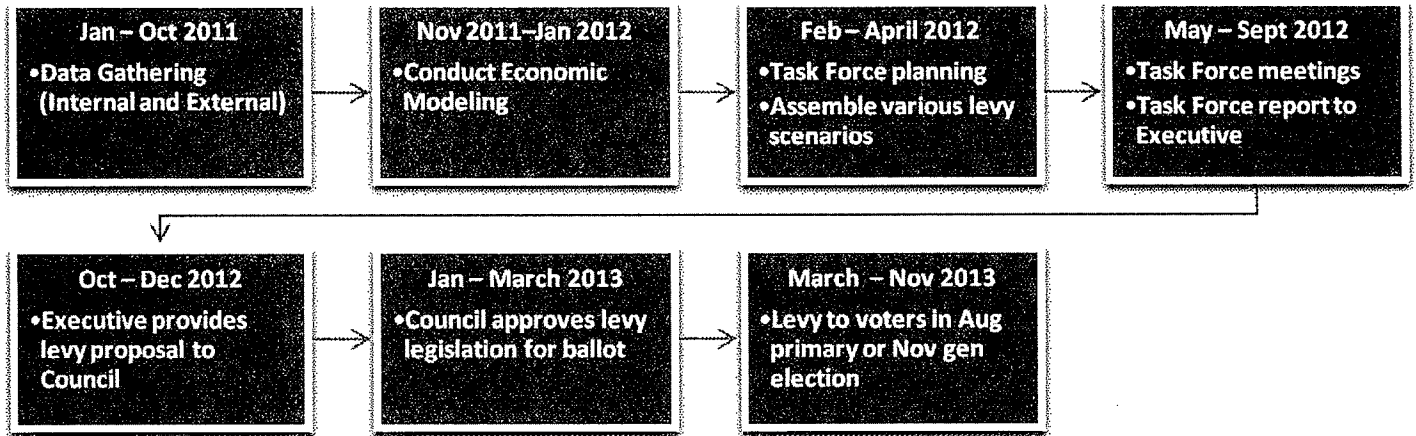 Jan – Oct 2011
•Data Gathering
(Internal and External)
Nov 2011–Jan 2012
•Conduct Economic
Modeling
Feb – April 2012
•Task Force planning
•Assemble various levy
scenarios
May – Sept 2012
•Task Force meetings
•Task Force report to
Executive
Oct – Dec 2012
•Executive provides
levy proposal to
Council
Jan – March 2013
•Council approves levy
legislation for ballot
March – Nov 2013
•Levy to voters in Aug
primary or Nov gen
election